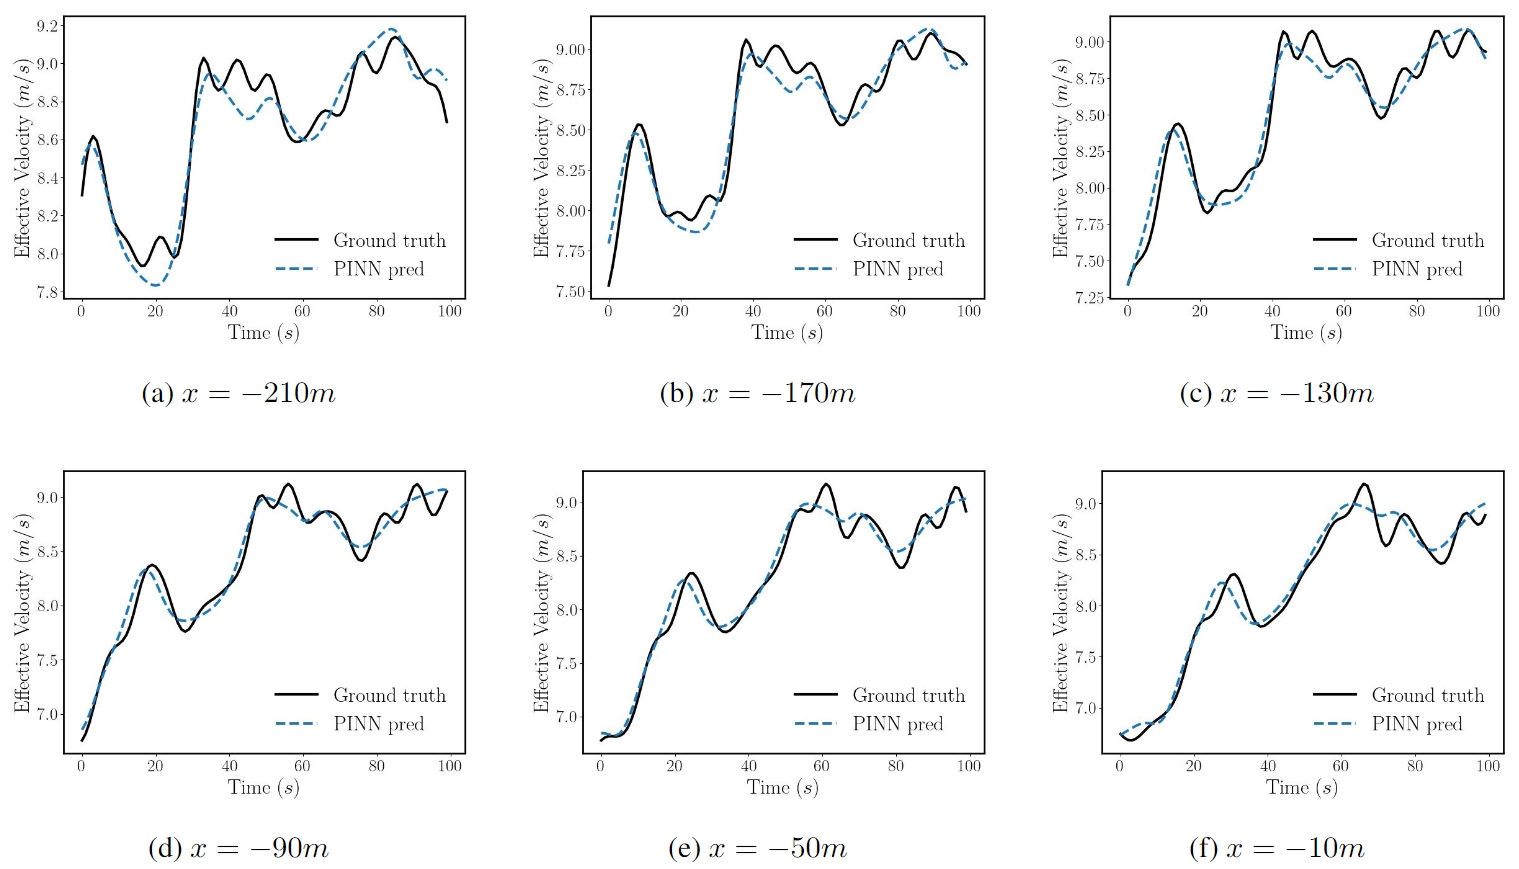 9.2
9.0
8.8
8.6
8.4
8.2
8.0
7.8
Effective Velocity (m/s)
Ground truth
PINN pred
0 20 40 60 80 100
Time (s)
(a) x = −210m
9.00
8.75
8.50
8.25
8.00
7.75
7.50
Effective Velocity (m/s)
Ground truth
PINN pred
0 20 40 60 80 100
Time (s)
(b) x = −170m
9.00
8.75
8.50
8.25
8.00
7.75
7.50
7.25
Effective Velocity (m/s)
Ground truth
PINN pred
0 20 40 60 80 100
Time (s)
(c) x = −130m
9.0
8.5
8.0
7.5
7.0
Effective Velocity (m/s)
Ground truth
PINN pred
0 20 40 60 80 100
Time (s)
(d) x = −90m
9.0
8.5
8.0
7.5
7.0
Effective Velocity (m/s)
Ground truth
PINN pred
0 20 40 60 80 100
Time (s)
(e) x = −50m
9.0
8.5
8.0
7.5
7.0
Effective Velocity (m/s)
Ground truth
PINN pred
0 20 40 60 80 100
Time (s)
(f) x = −10m